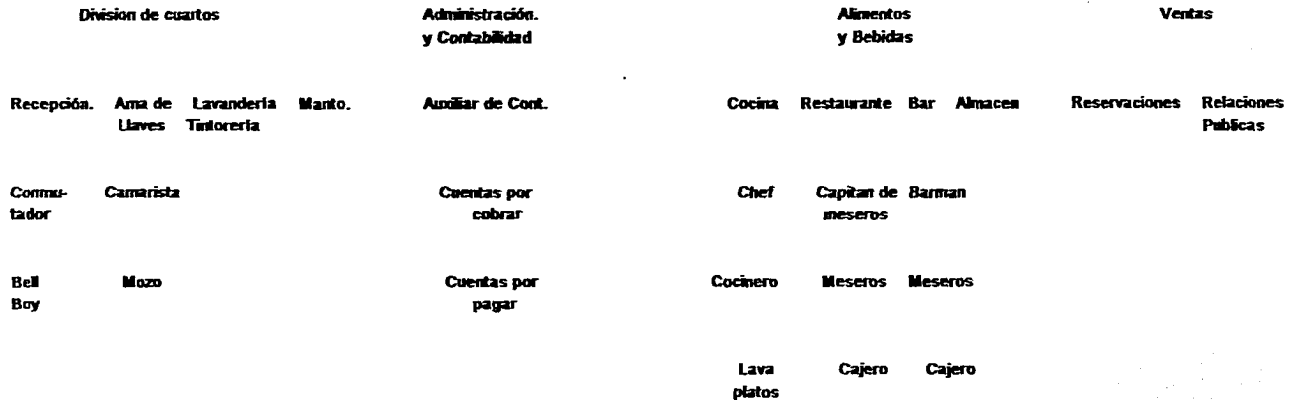 Division de cuartos Administración. Alimentos Ventas
y Contabilidad y Bebidas
Recepción. Ama de Lavanderia Manto. Auxiliar de Cont. Cocina Restaurante Bar Almacen Reservaciones Relaciones
Llaves Tintoreria Publicas
Conmu- Camarista Cuentas por Chef Capitan de Barman
tador cobrar meseros
Bell Mozo Cuentas por Cocinero Meseros Meseros
Boy pagar
Lava Cajero Cajero
platos